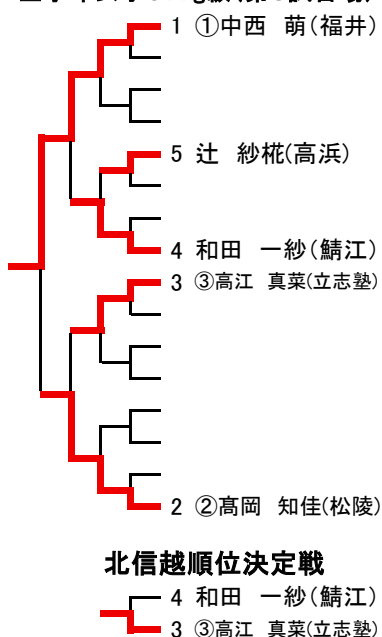 1 ①中西 萌(福井)
5 辻 紗椛(高浜)
4 和田 一紗(鯖江)
3 ③高江 真菜(立志塾)
2 ②髙岡 知佳(松陵)
北信越順位決定戦
4 和田 一紗(鯖江)
3 ③高江 真菜(立志塾)